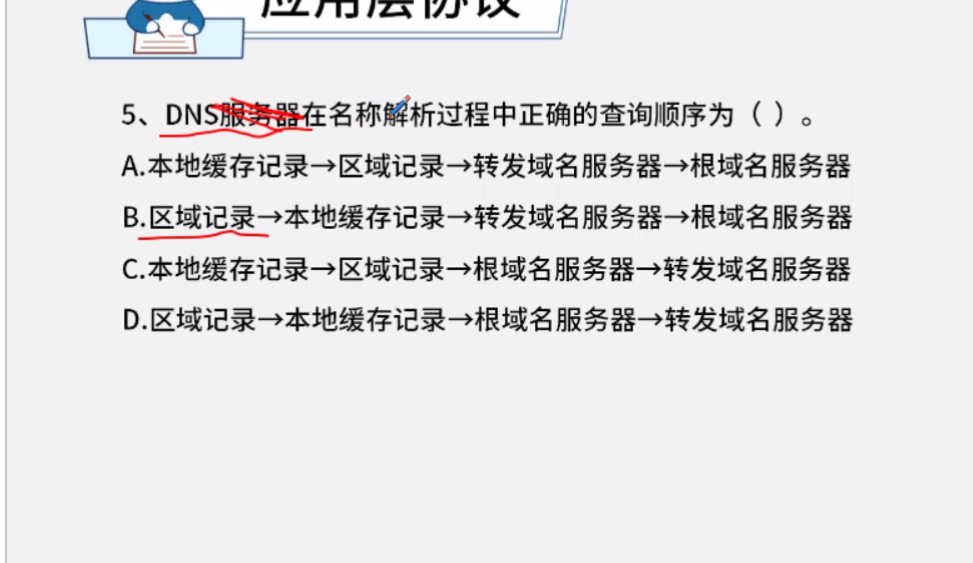 应用层协议
5、DNS服务器在名称解析过程中正确的查询顺序为（ ）。
A.本地缓存记录→区域记录→转发域名服务器→根域名服务器
B.区域记录→本地缓存记录→转发域名服务器→根域名服务器
C.本地缓存记录→区域记录→根域名服务器→转发域名服务器
D.区域记录→本地缓存记录→根域名服务器→转发域名服务器